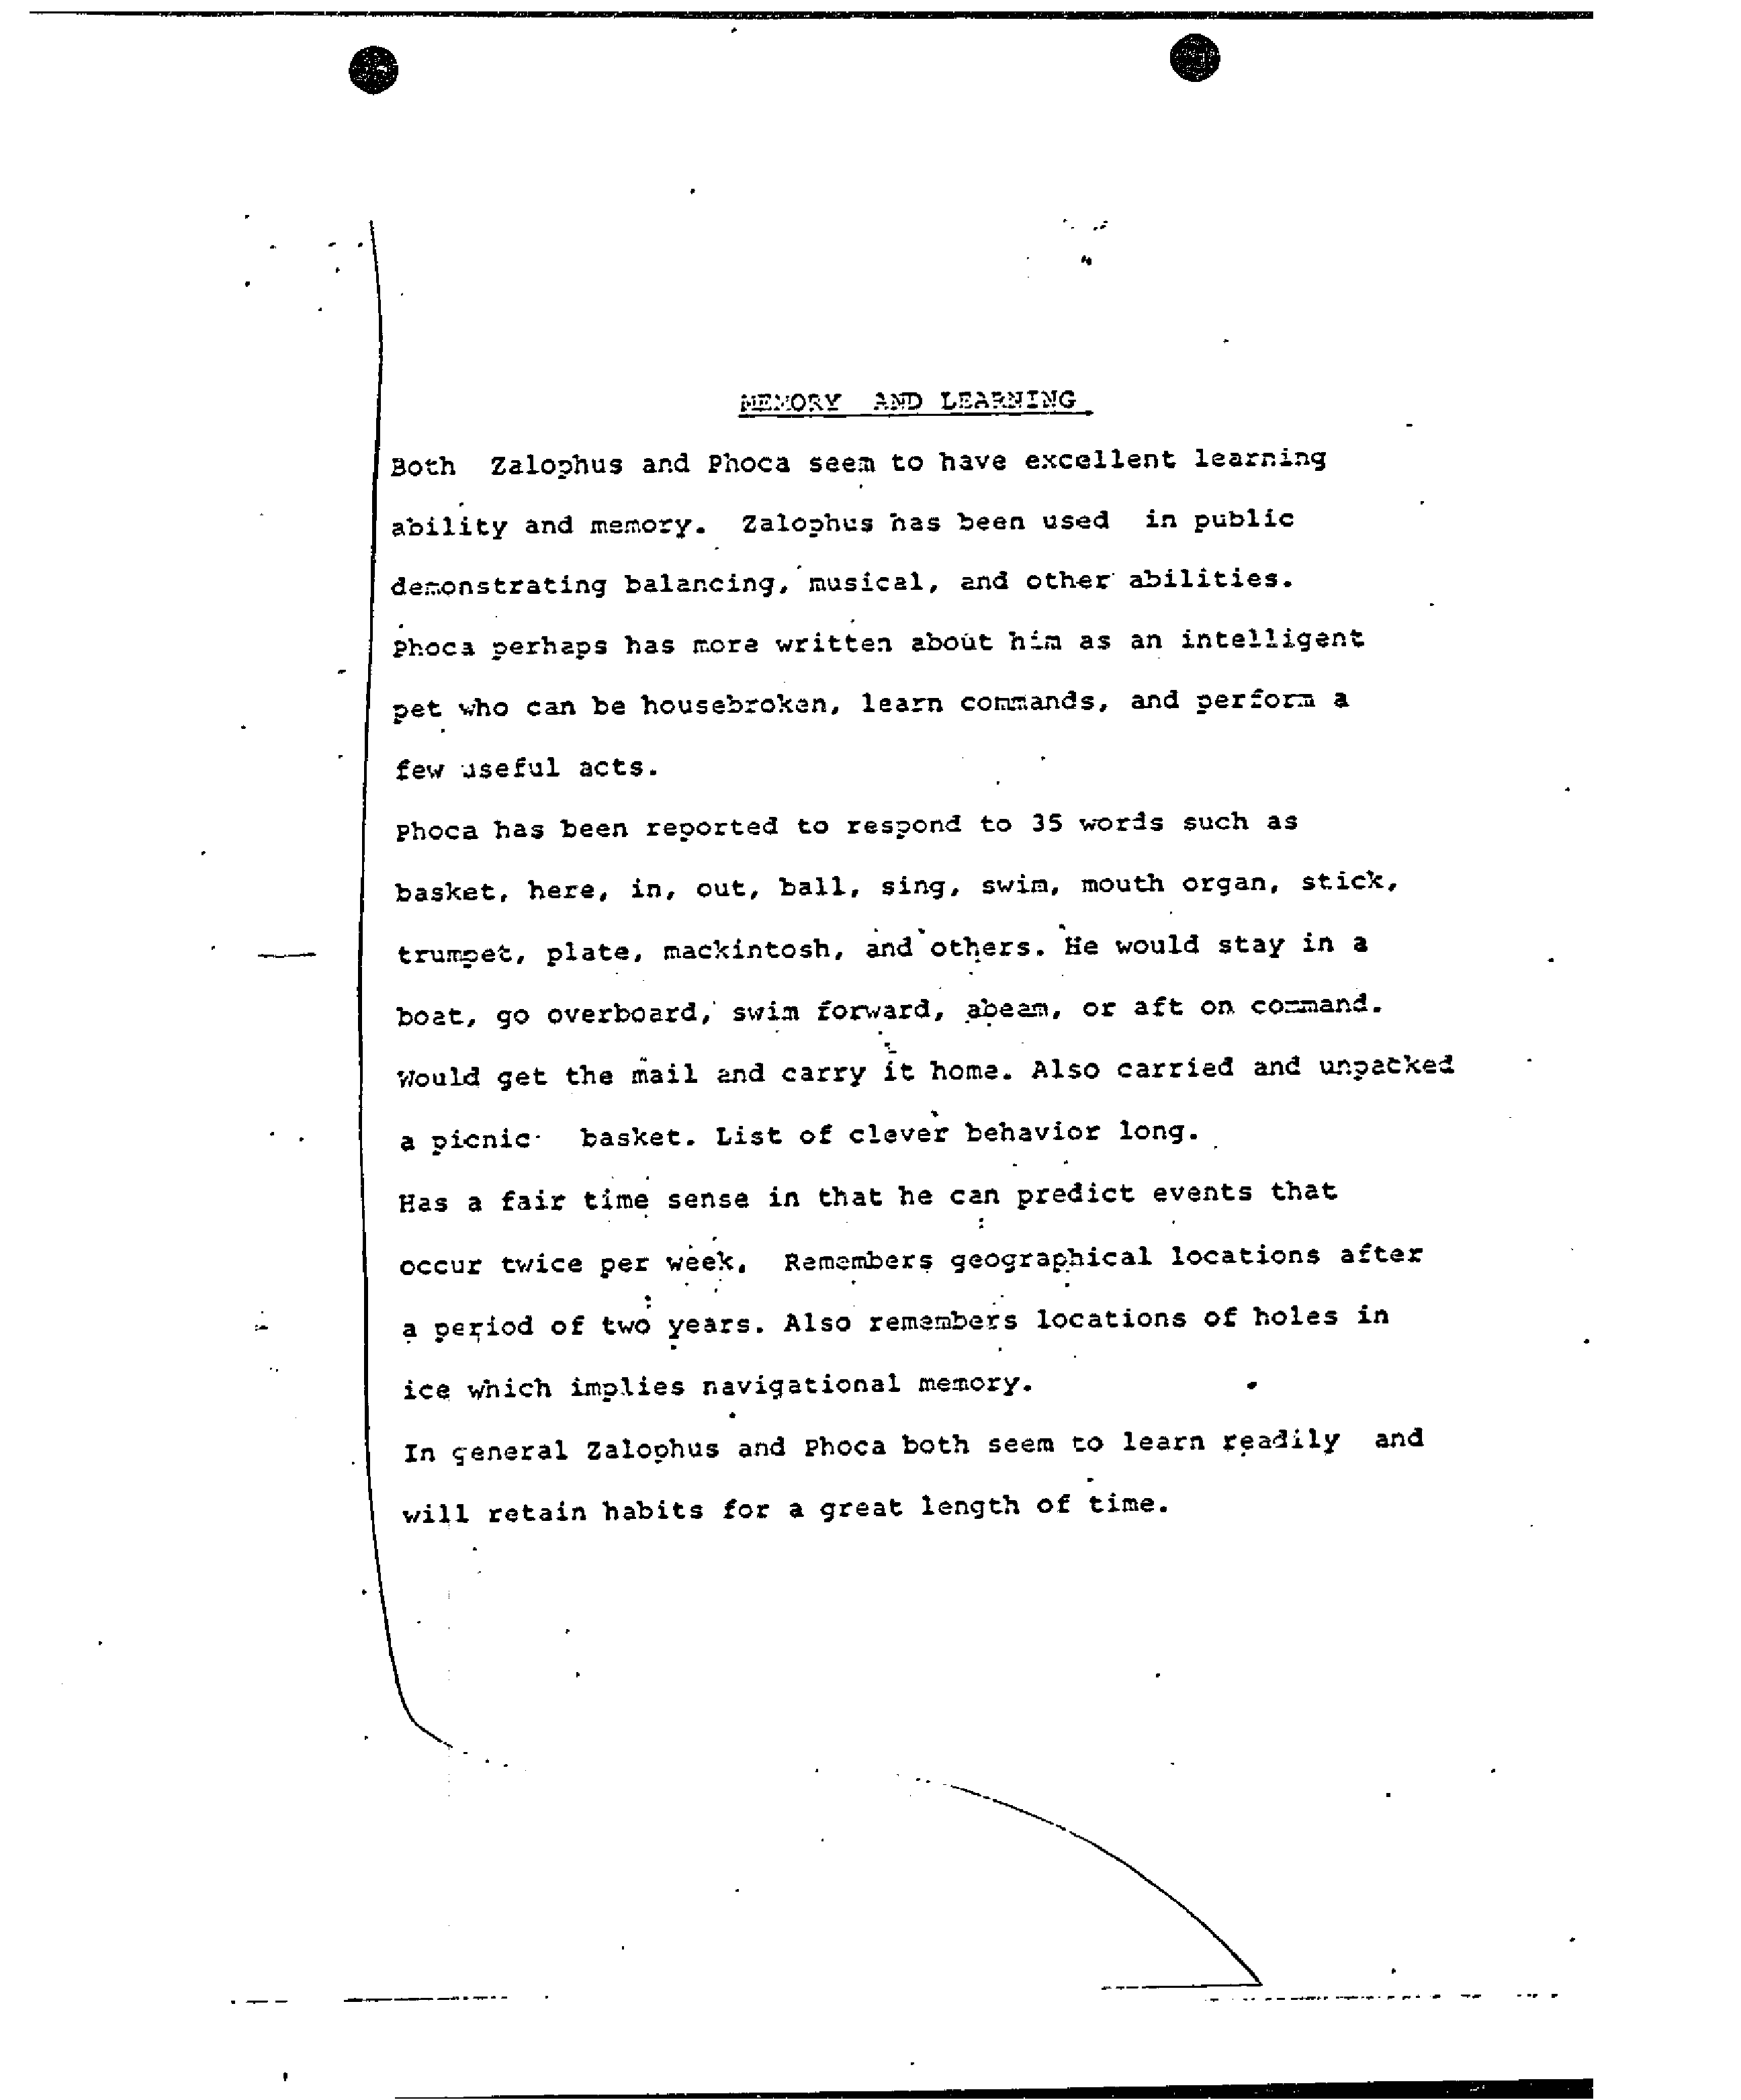 MEMORY AND LEARNING
Both Zalophus and Phoca seem to have excellent learning
ability and memory. Zalophus has been used in public
demonstrating balancing, musical, and other abilities.
Phoca perhaps has more written about him as an intelligent
pet who can be housebroken, learn commands, and perform a
few useful acts.
Phoca has been reported to respond to 35 words such as
basket, here, in, out, ball, sing, swim, mouth organ, stick,
trumpet, plate, mackintosh, and others. He would stay in a
boat, go overboard, swim forward, abeam, or aft on command.
Would get the mail and carry it home. Also carried and unpacked
a picnic basket. List of clever behavior long.
Has a fair time sense in that he can predict events that
occur twice per week. Remembers geographical locations after
a period of two years. Also remembers locations of holes in
ice which implies navigational memory.
In general Zalophus and Phoca both seem to learn readily and
will retain habits for a great length of time.